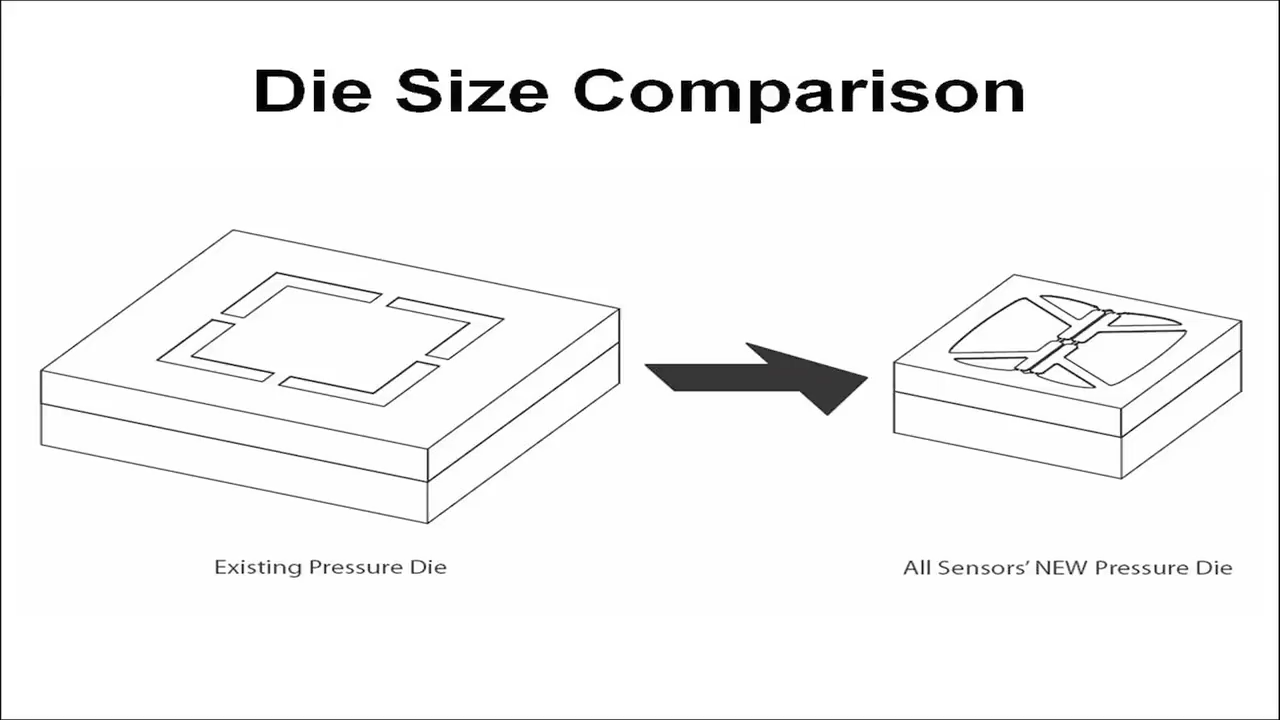 Die Size Comparison
Existing Pressure Die
All Sensors’ NEW Pressure Die